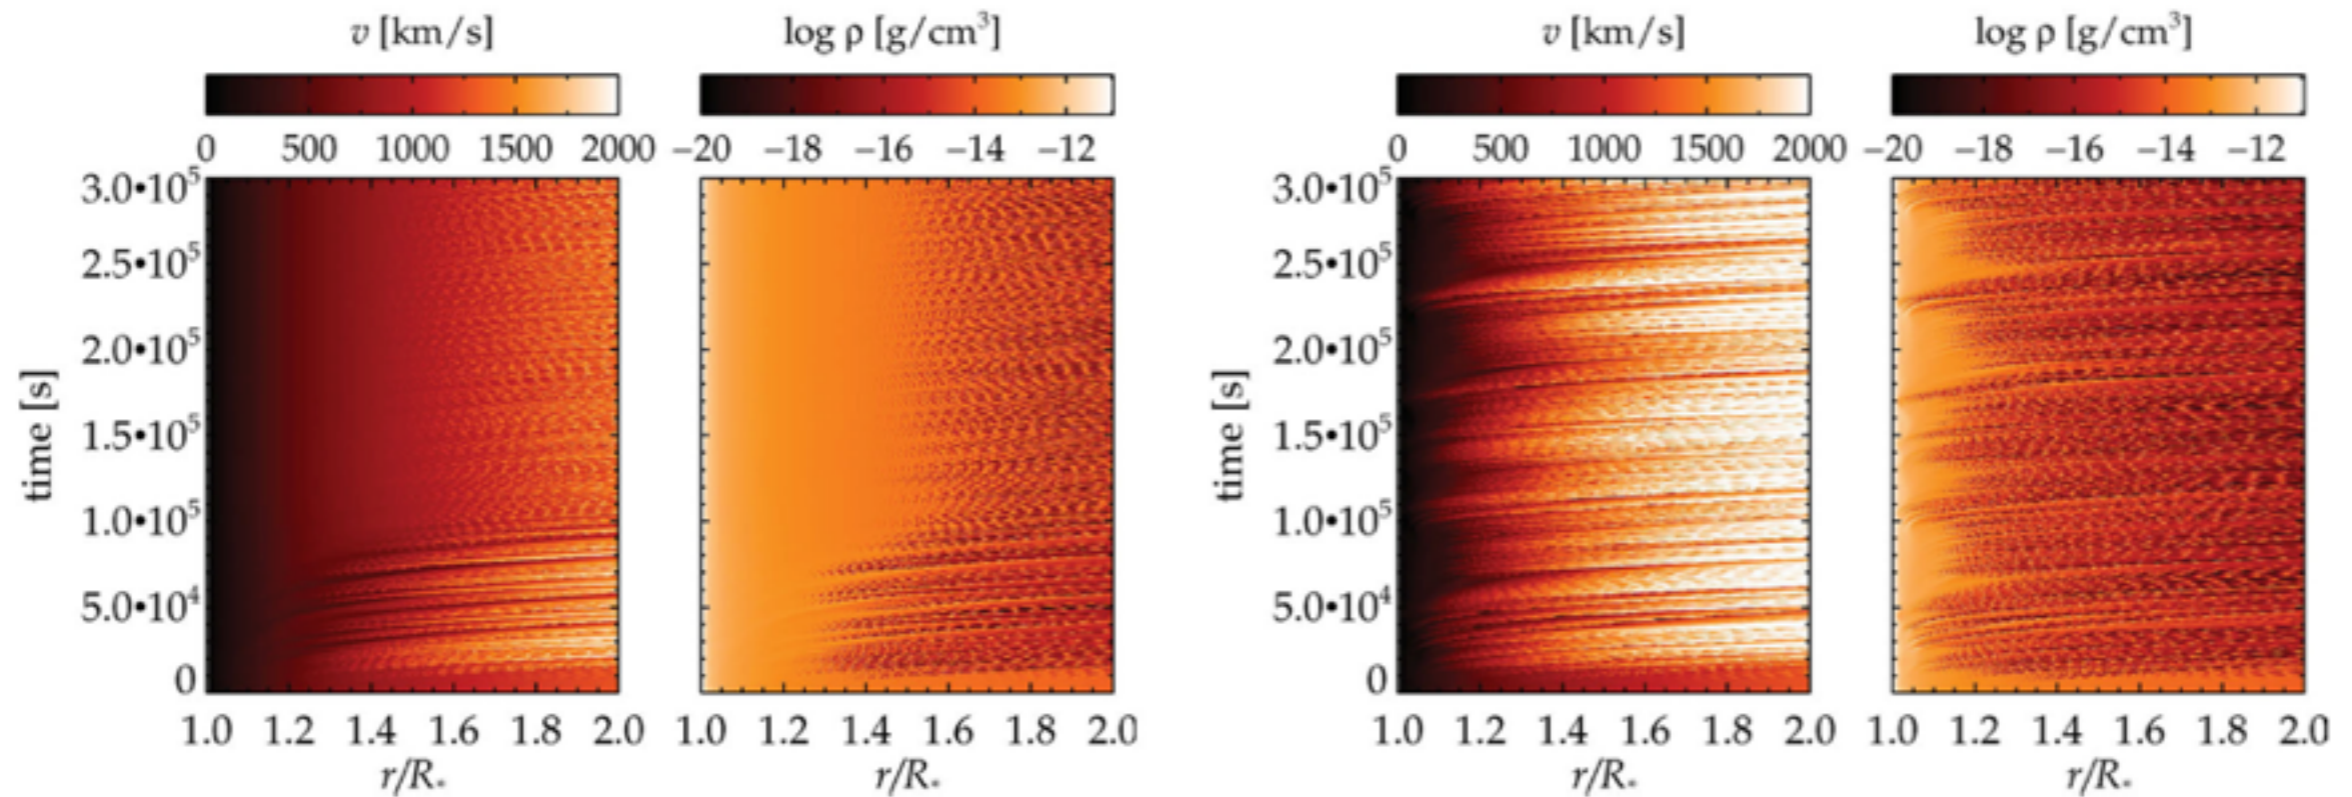 v [km/s]
log ρ [g/cm³]
v [km/s]
log ρ [g/cm³]
0 500 1000 1500 2000
−20 −18 −16 −14 −12
0 500 1000 1500 2000
−20 −18 −16 −14 −12
time [s]
3.0•10⁵
2.5•10⁵
2.0•10⁵
1.5•10⁵
1.0•10⁵
5.0•10⁴
0
time [s]
3.0•10⁵
2.5•10⁵
2.0•10⁵
1.5•10⁵
1.0•10⁵
5.0•10⁴
0
1.0 1.2 1.4 1.6 1.8 2.0
1.0 1.2 1.4 1.6 1.8 2.0
1.0 1.2 1.4 1.6 1.8 2.0
1.0 1.2 1.4 1.6 1.8 2.0
r/R*
r/R*
r/R*
r/R*